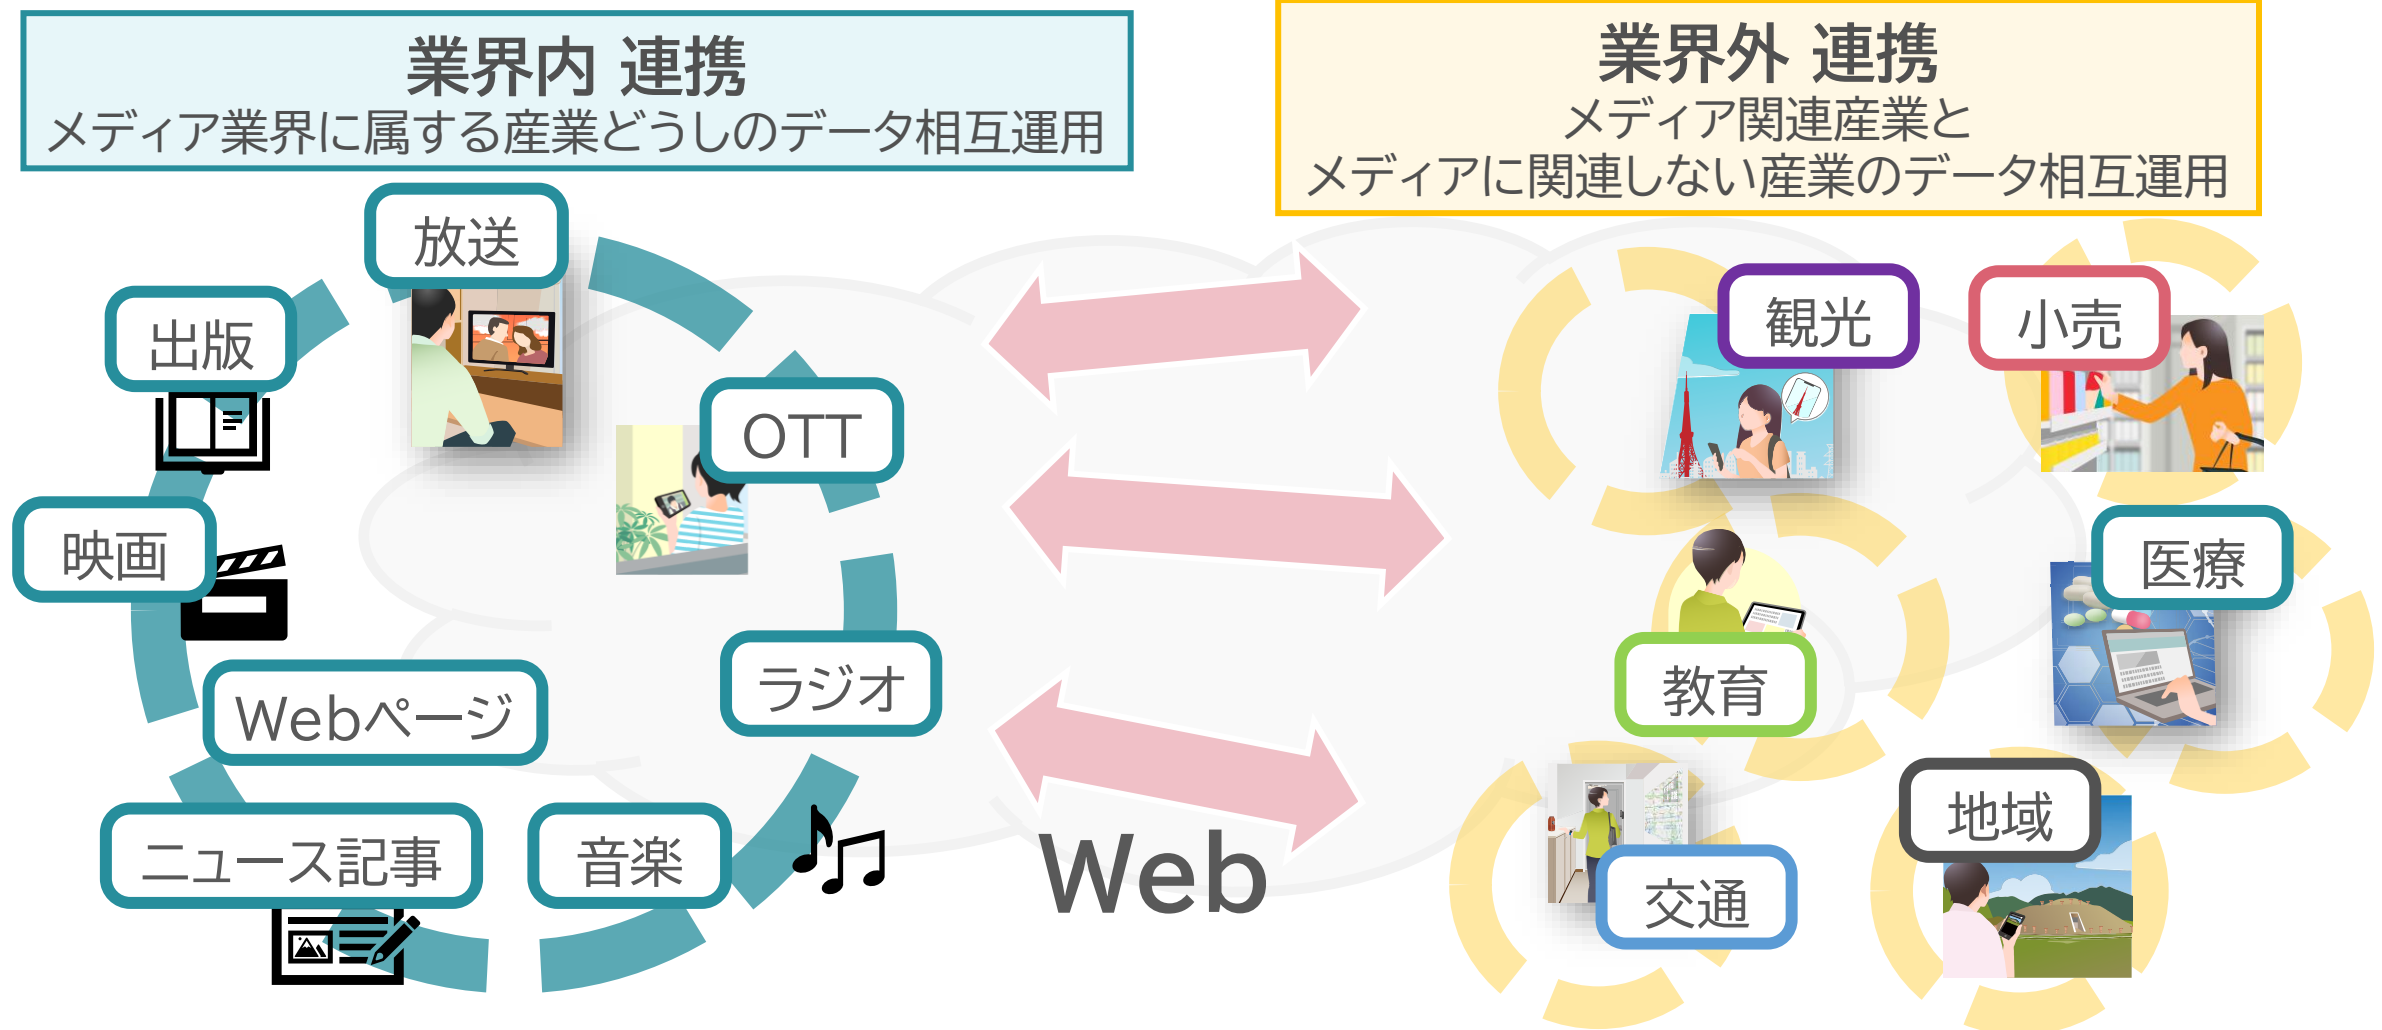 業界内 連携
メディア業界に属する産業どうしのデータ相互運用
業界外 連携
メディア関連産業と
メディアに関連しない産業のデータ相互運用
放送
出版
OTT
映画
ラジオ
Webページ
ニュース記事
音楽
Web
観光
小売
医療
教育
地域
交通